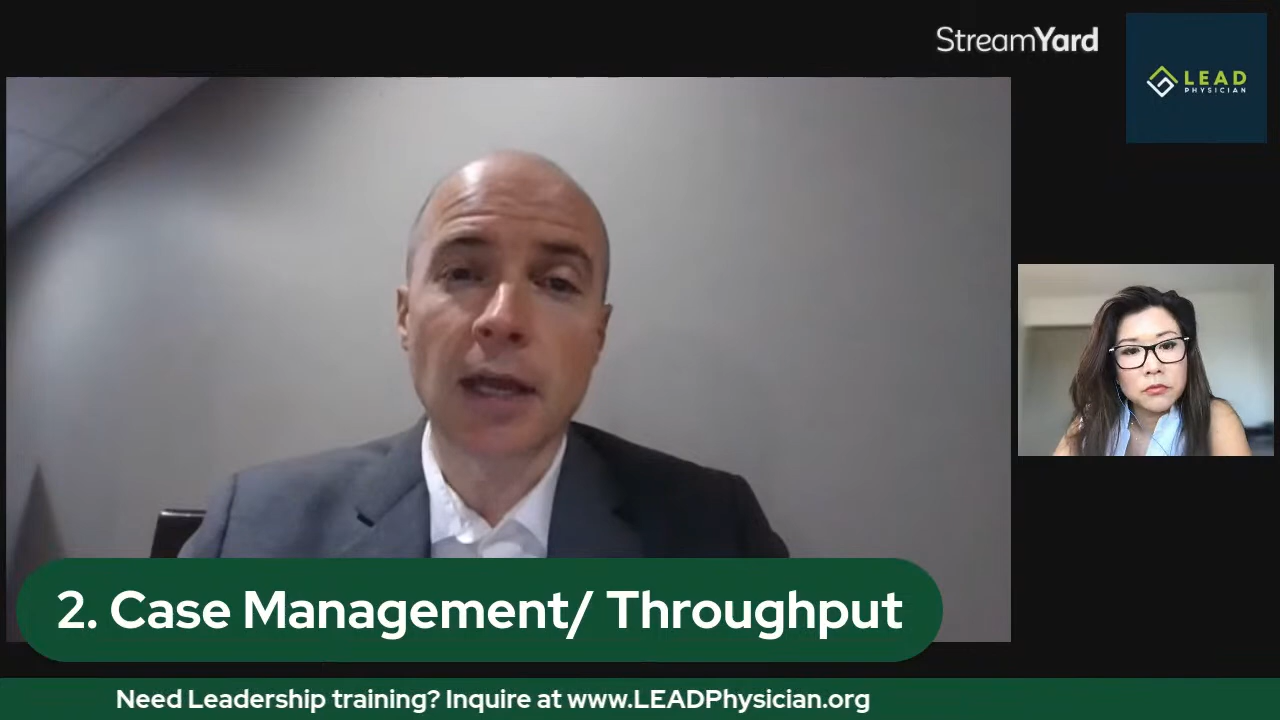 StreamYard
LEAD
PHYSICIAN
2. Case Management/ Throughput
Need Leadership training? Inquire at www.LEADPhysician.org